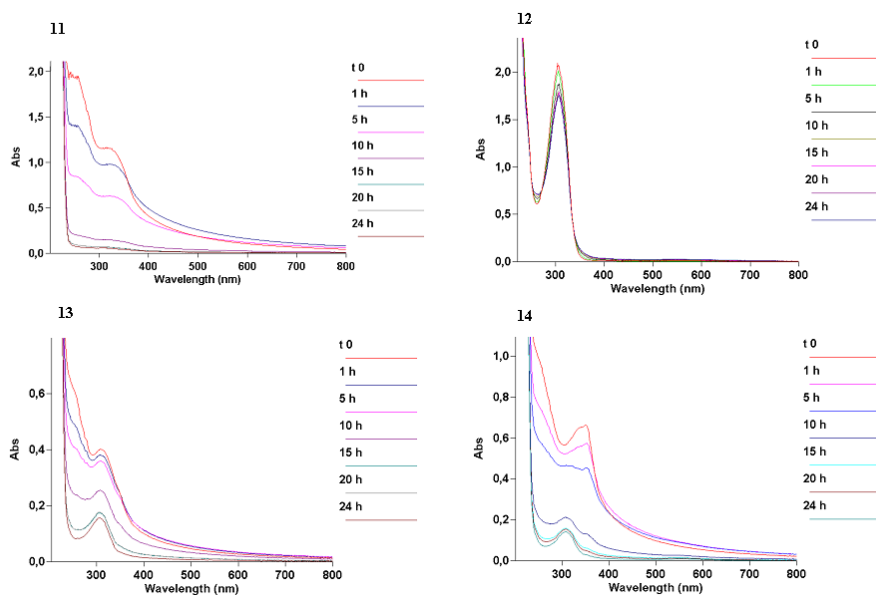 11
t 0
1 h
5 h
10 h
15 h
20 h
24 h
2,0
1,5
1,0
0,5
0,0
Abs
300 400 500 600 700 800
Wavelength (nm)
12
t 0
1 h
5 h
10 h
15 h
20 h
24 h
2,0
1,5
1,0
0,5
0,0
Abs
300 400 500 600 700 800
Wavelength (nm)
13
t 0
1 h
5 h
10 h
15 h
20 h
24 h
0,6
0,4
0,2
0,0
Abs
300 400 500 600 700 800
Wavelength (nm)
14
t 0
1 h
5 h
10 h
15 h
20 h
24 h
1,0
0,8
0,6
0,4
0,2
0,0
Abs
300 400 500 600 700 800
Wavelength (nm)